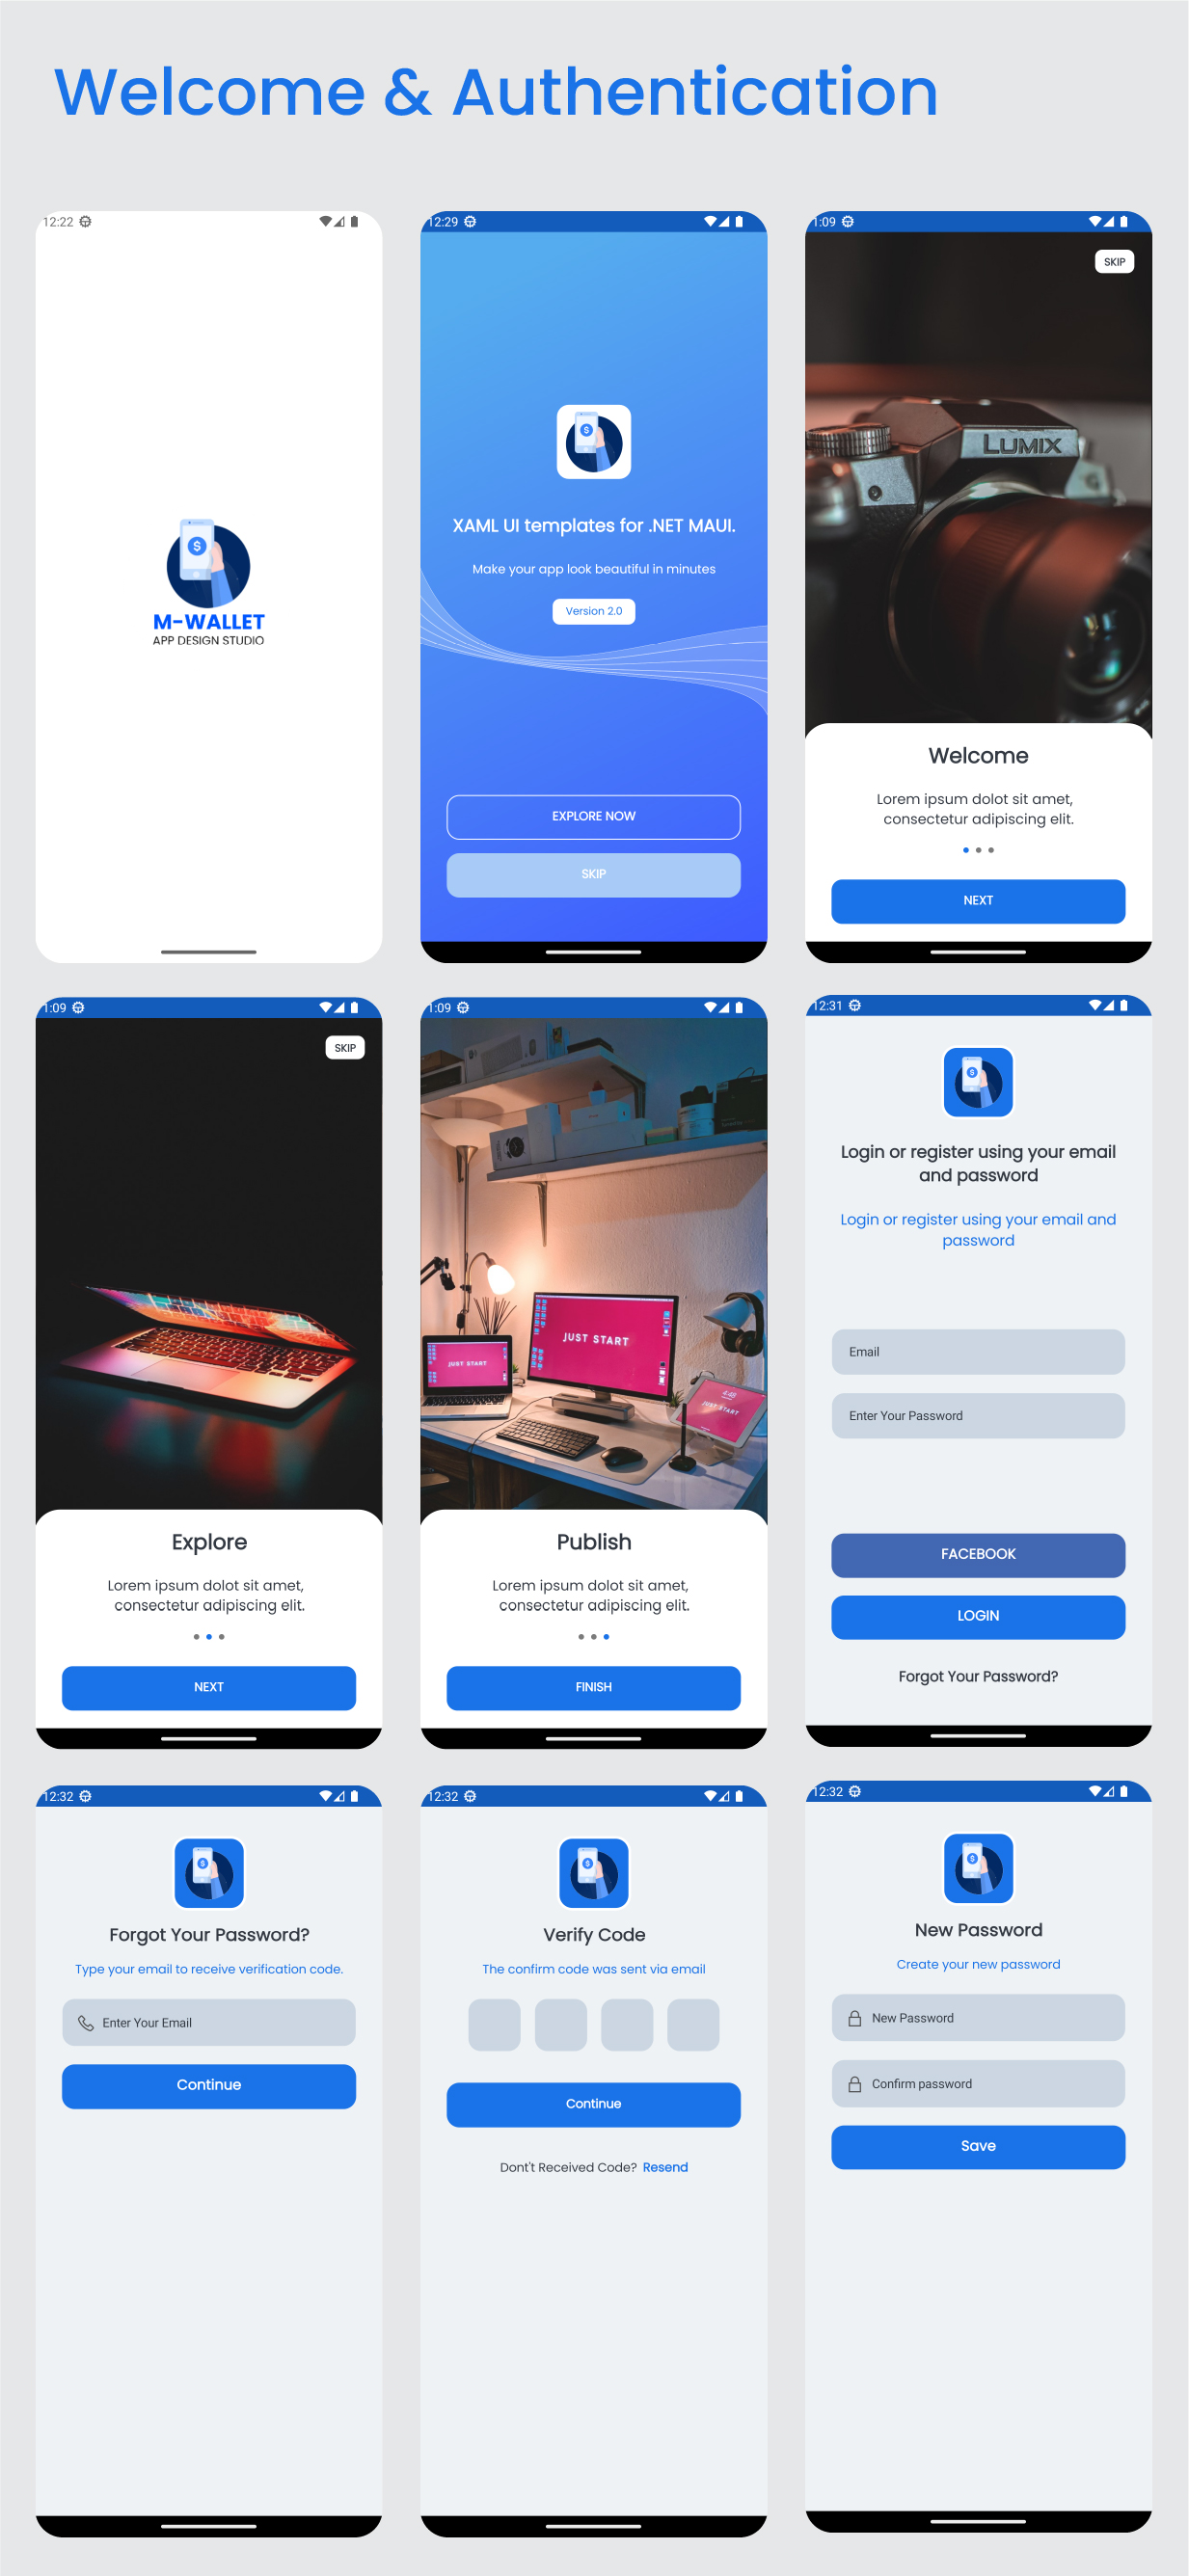 Welcome & Authentication
12:22
M-WALLET
APP DESIGN STUDIO
12:29
XAML UI templates for .NET MAUI.
Make your app look beautiful in minutes
Version 2.0
EXPLORE NOW
SKIP
1:09
SKIP
LUMIX
Welcome
Lorem ipsum dolot sit amet,
consectetur adipiscing elit.
NEXT
1:09
SKIP
Explore
Lorem ipsum dolot sit amet,
consectetur adipiscing elit.
NEXT
1:09
JUST START
JUST START
4:48
JUST START
Publish
Lorem ipsum dolot sit amet,
consectetur adipiscing elit.
FINISH
12:31
Login or register using your email
and password
Login or register using your email and
password
Email
Enter Your Password
FACEBOOK
LOGIN
Forgot Your Password?
12:32
Forgot Your Password?
Type your email to receive verification code.
Enter Your Email
Continue
12:32
Verify Code
The confirm code was sent via email
Continue
Dont't Received Code? Resend
12:32
New Password
Create your new password
New Password
Confirm password
Save